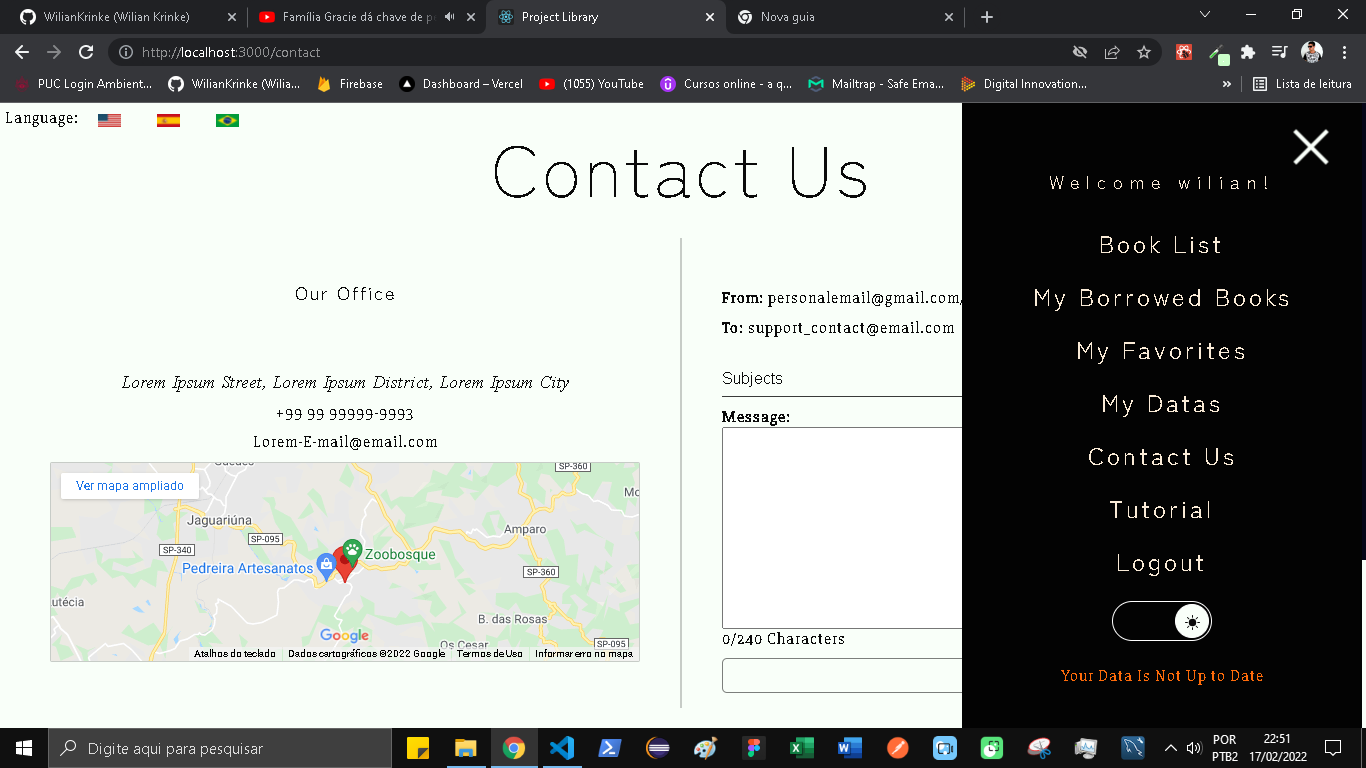 WilianKrinke (Wilian Krinke)
Família Gracie dá chave de p
Project Library
Nova guia
http://localhost:3000/contact
PUC Login Ambient...
WilianKrinke (Wilia...
Firebase
Dashboard – Vercel
(1055) YouTube
Cursos online - a q...
Mailtrap - Safe Ema...
Digital Innovation...
»
Lista de leitura
Language:
Contact Us
Our Office
Lorem Ipsum Street, Lorem Ipsum District, Lorem Ipsum City
+99 99 99999-9993
Lorem-E-mail@email.com
Ver mapa ampliado
SP-360
Jaguariúna
SP-095
SP-340
Amparo
Zoobosque
Pedreira Artesanatos
SP-360
utécia
B. das Rosas
Google
Os Cesar
SP-095
Atalhos do teclado
Dados cartográficos ©2022 Google
Termos de Uso
Informar erro no mapa
From: personalemail@gmail.com
To: support_contact@email.com
Subjects
Message:
0/240 Characters
Welcome wilian!
Book List
My Borrowed Books
My Favorites
My Datas
Contact Us
Tutorial
Logout
Your Data Is Not Up to Date
Digite aqui para pesquisar
POR
PTB2
22:51
17/02/2022